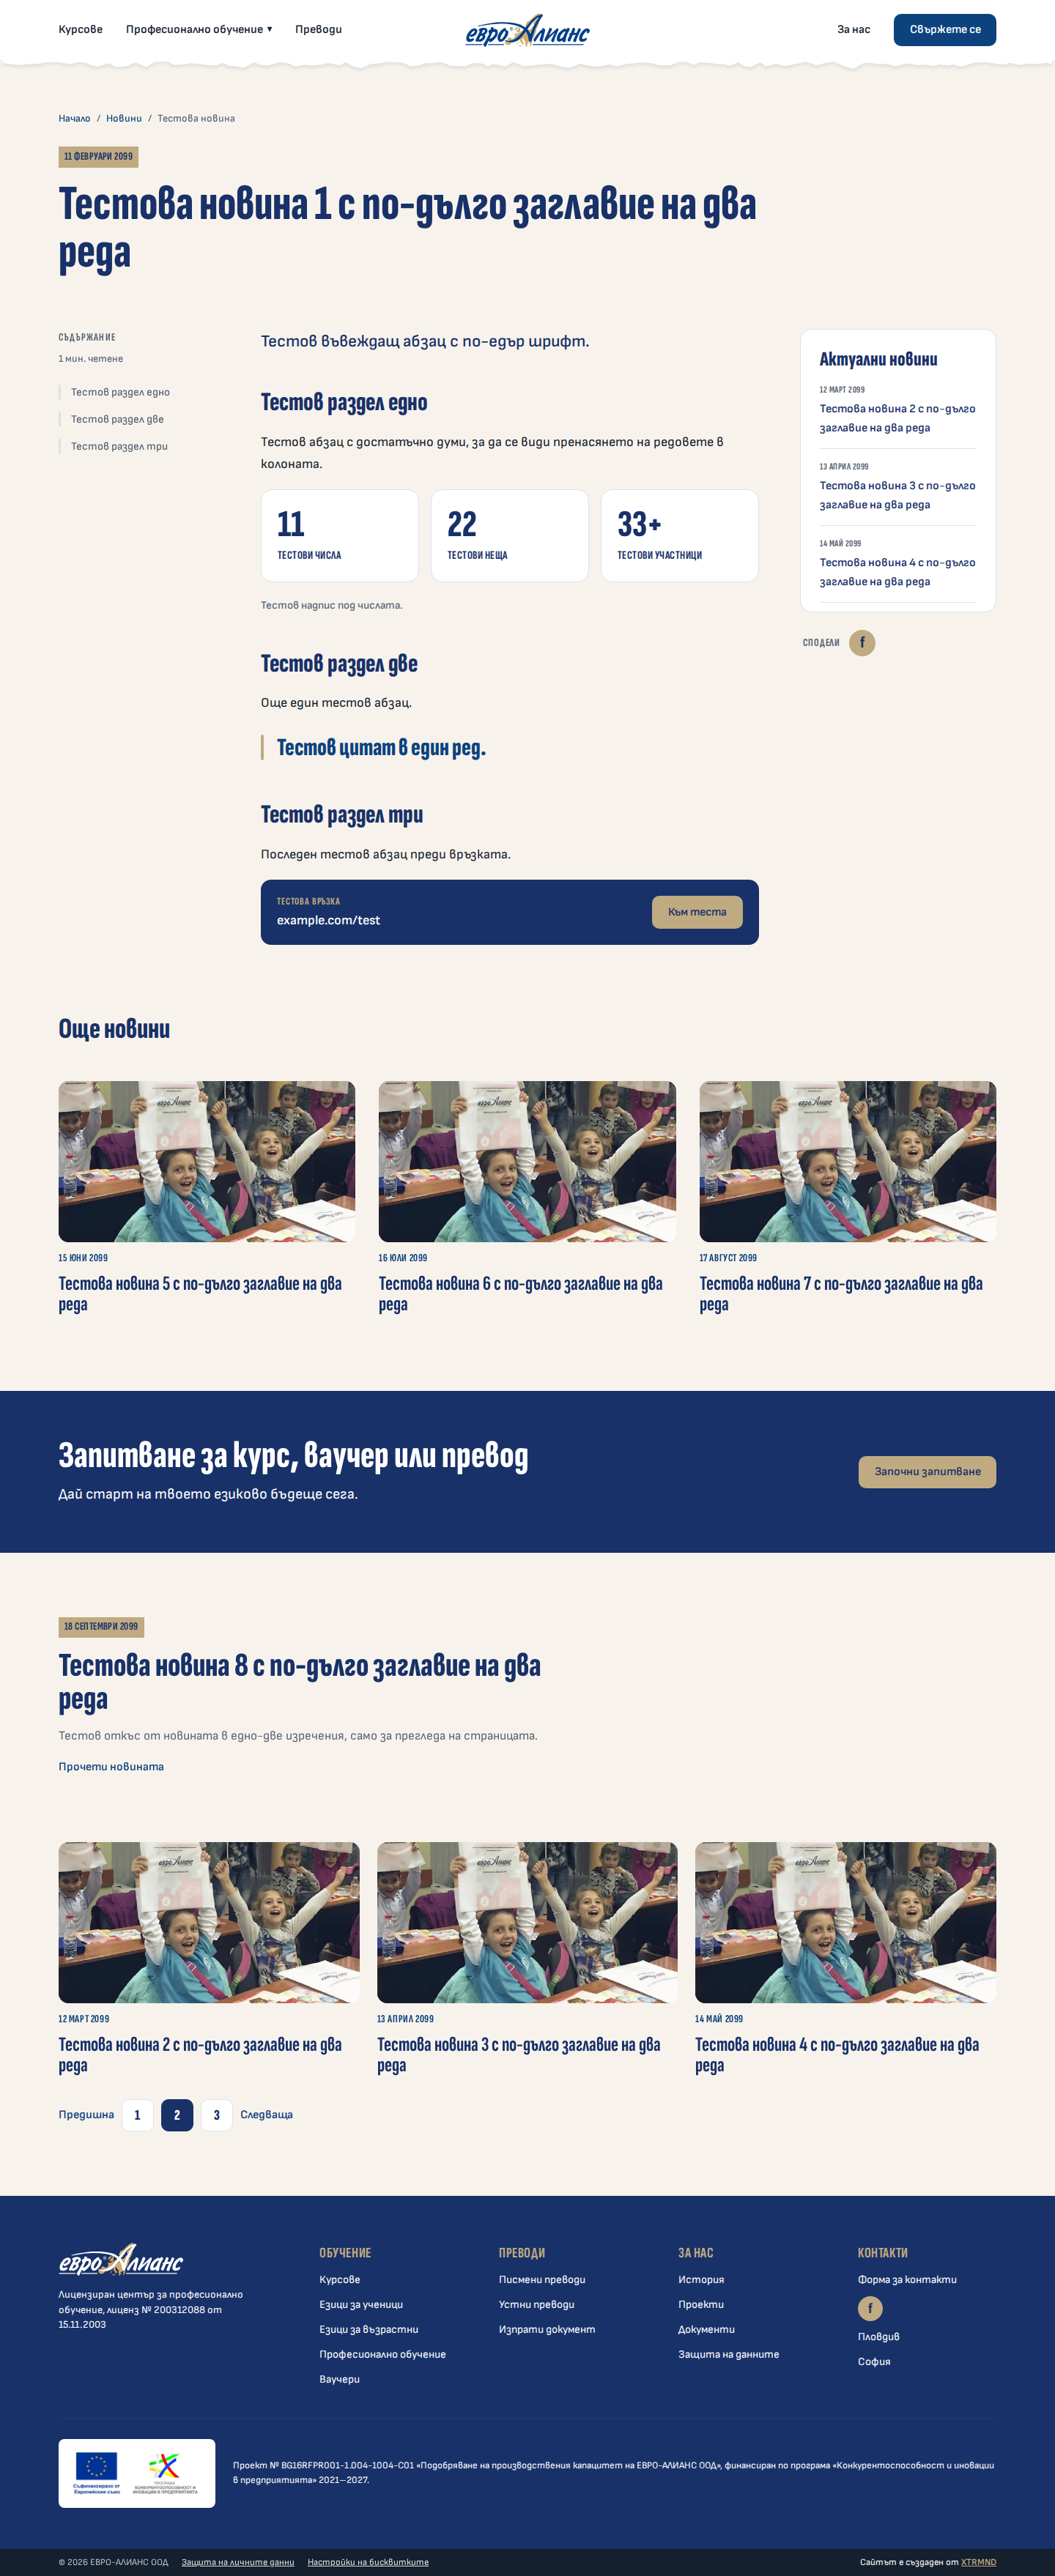 Курсове
Професионално обучение ▾
Преводи
евроАлианс
За нас
Свържете се
Начало / Новини / Тестова новина
11 ФЕВРУАРИ 2099
Тестова новина 1 с по-дълго заглавие на два
реда
СЪДЪРЖАНИЕ
1 мин. четене
Тестов раздел едно
Тестов раздел две
Тестов раздел три
Тестов въвеждащ абзац с по-едър шрифт.
Тестов раздел едно
Тестов абзац с достатъчно думи, за да се види пренасянето на редовете в
колоната.
11
ТЕСТОВИ ЧИСЛА
22
ТЕСТОВИ НЕЩА
33+
ТЕСТОВИ УЧАСТНИЦИ
Тестов надпис под числата.
Тестов раздел две
Още един тестов абзац.
Тестов цитат в един ред.
Тестов раздел три
Последен тестов абзац преди връзката.
ТЕСТОВА ВРЪЗКА
example.com/test
Към теста
Актуални новини
12 МАРТ 2099
Тестова новина 2 с по-дълго
заглавие на два реда
13 АПРИЛ 2099
Тестова новина 3 с по-дълго
заглавие на два реда
14 МАЙ 2099
Тестова новина 4 с по-дълго
заглавие на два реда
СПОДЕЛИ
f
Още новини
евроАлианс
евроАлианс
евроАлианс
15 ЮНИ 2099
Тестова новина 5 с по-дълго заглавие на два
реда
16 ЮЛИ 2099
Тестова новина 6 с по-дълго заглавие на два
реда
17 АВГУСТ 2099
Тестова новина 7 с по-дълго заглавие на два
реда
Запитване за курс, ваучер или превод
Дай старт на твоето езиково бъдеще сега.
Започни запитване
18 СЕПТЕМВРИ 2099
Тестова новина 8 с по-дълго заглавие на два
реда
Тестов откъс от новината в едно-две изречения, само за прегледа на страницата.
Прочети новината
евроАлианс
евроАлианс
евроАлианс
12 МАРТ 2099
Тестова новина 2 с по-дълго заглавие на два
реда
13 АПРИЛ 2099
Тестова новина 3 с по-дълго заглавие на два
реда
14 МАЙ 2099
Тестова новина 4 с по-дълго заглавие на два
реда
Предишна 1 2 3 Следваща
евроАлианс
Лицензиран център за професионално
обучение, лиценз № 200312088 от
15.11.2003
ОБУЧЕНИЕ
Курсове
Езици за ученици
Езици за възрастни
Професионално обучение
Ваучери
ПРЕВОДИ
Писмени преводи
Устни преводи
Изпрати документ
ЗА НАС
История
Проекти
Документи
Защита на данните
КОНТАКТИ
Форма за контакти
f
Пловдив
София
Съфинансирано от
Европейския съюз
ПРОГРАМА
КОНКУРЕНТОСПОСОБНОСТ И
ИНОВАЦИИ В ПРЕДПРИЯТИЯТА
Проект № BG16RFPR001-1.004-1004-C01 «Подобряване на производствения капацитет на ЕВРО-АЛИАНС ООД», финансиран по програма «Конкурентоспособност и иновации
в предприятията» 2021–2027.
© 2026 ЕВРО-АЛИАНС ООД
Защита на личните данни
Настройки на бисквитките
Сайтът е създаден от XTRMND